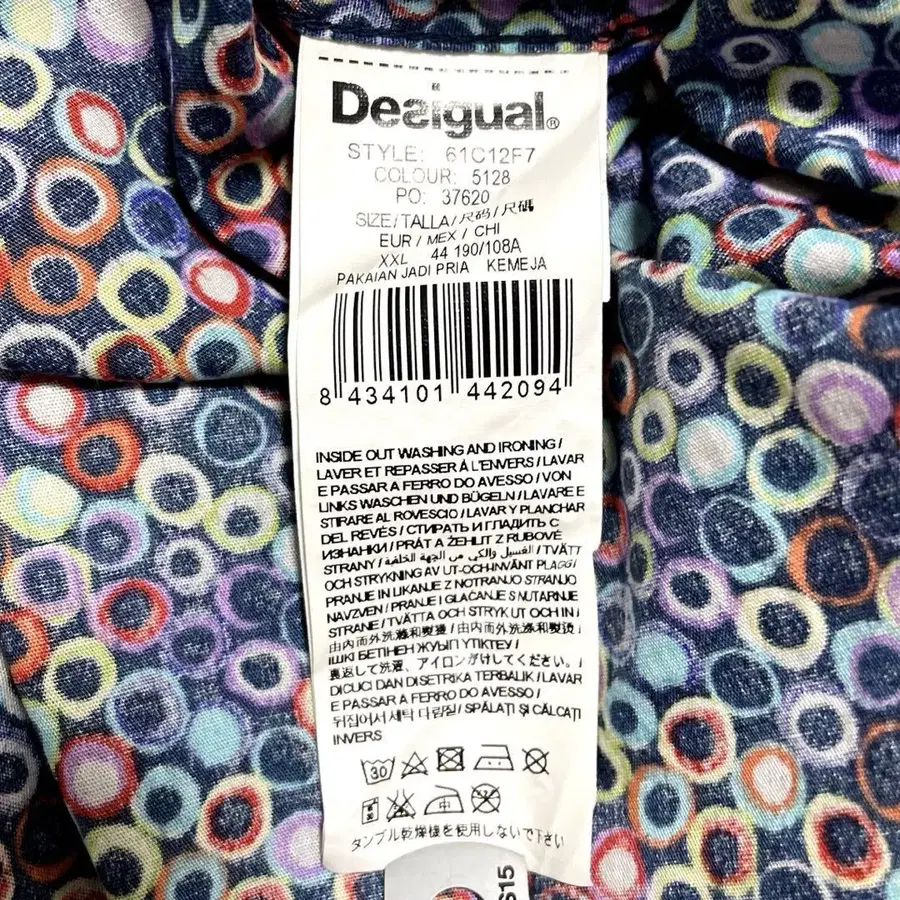 Desigual®
STYLE: 61C12F7
COLOUR: 5128
PO: 37620
SIZE/TALLA/尺码/尺碼
EUR / MEX / CHI
XXL 44 190/108A
PAKAIAN JADI PRIA KEMEJA
8 434101 442094
INSIDE OUT WASHING AND IRONING /
LAVER ET REPASSER À L'ENVERS / LAVAR
E PASSAR A FERRO DO AVESSO / VON
LINKS WASCHEN UND BÜGELN / LAVARE E
STIRARE AL ROVESCIO / LAVAR Y PLANCHAR
DEL REVÉS / СТИРАТЬ И ГЛАДИТЬ С
ИЗНАНКИ / PRÁT A ŽEHLIT Z RUBOVÉ
STRANY / الغسيل والكي من الجهة الخلفية / TVÄTT
OCH STRYKNING AV UT-OCH-INVÄNT PLAGG /
PRANJE IN LIKANJE Z NOTRANJO STRANJO
NAVZVEN / PRANJE I GLAČANJE S NUTARNJE
STRANE / TVÄTTA OCH STRYK UT OCH IN /
由内而外洗涤和熨烫 / 由內而外洗滌和熨燙 /
ІШКІ БЕТІНЕН ЖУЫП ҮТІКТЕУ /
裏返して洗濯、アイロンがけしてください。/
DICUCI DAN DISETRIKA TERBALIK / LAVAR
E PASSAR A FERRO DO AVESSO /
뒤집어서 세탁 다림질 / SPĂLAȚI ȘI CĂLCAȚI
INVERS
30
タンブル乾燥機を使用しないで下さい
S15